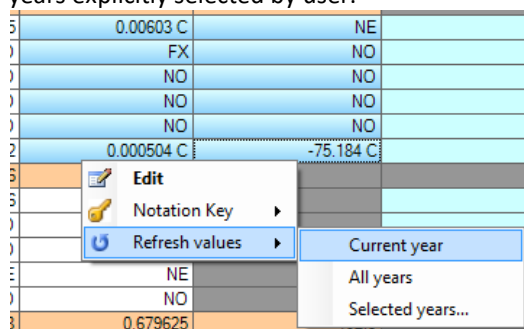 years explicitly selected by user.
0.00603 C NE
FX NO
NO NO
NO NO
NO NO
0.000504 C -75.184 C
Edit
Notation Key
Refresh values Current year
NE All years
NO Selected years...
0.679625